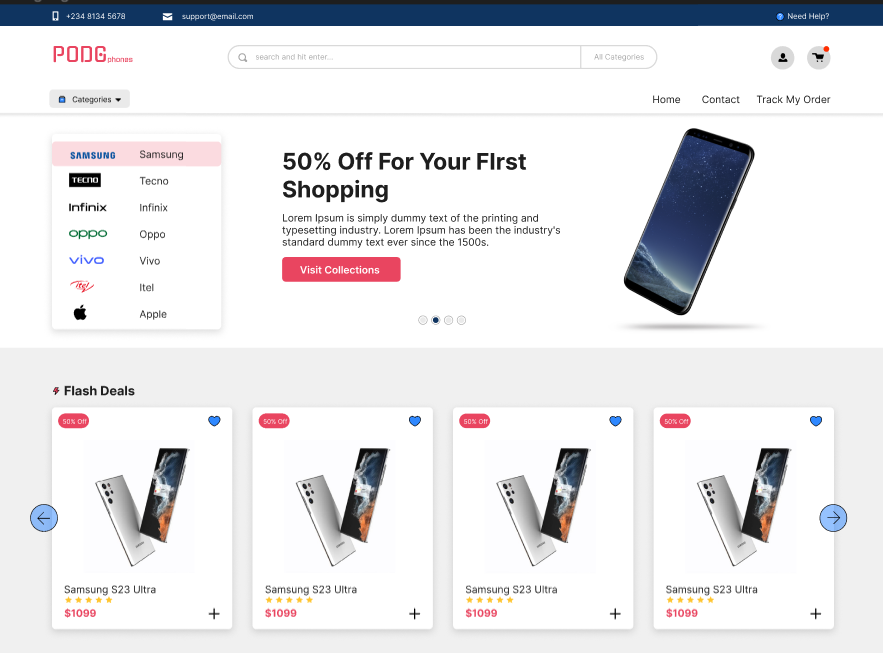 +234 8134 5678
support@email.com
Need Help?
PODG phones
search and hit enter...
All Categories
Categories
Home
Contact
Track My Order
SAMSUNG Samsung
TECNO Tecno
Infinix Infinix
oppo Oppo
vivo Vivo
itel Itel
Apple
50% Off For Your FIrst
Shopping
Lorem Ipsum is simply dummy text of the printing and
typesetting industry. Lorem Ipsum has been the industry's
standard dummy text ever since the 1500s.
Visit Collections
Flash Deals
50% Off
50% Off
50% Off
50% Off
Samsung S23 Ultra
Samsung S23 Ultra
Samsung S23 Ultra
Samsung S23 Ultra
$1099
$1099
$1099
$1099